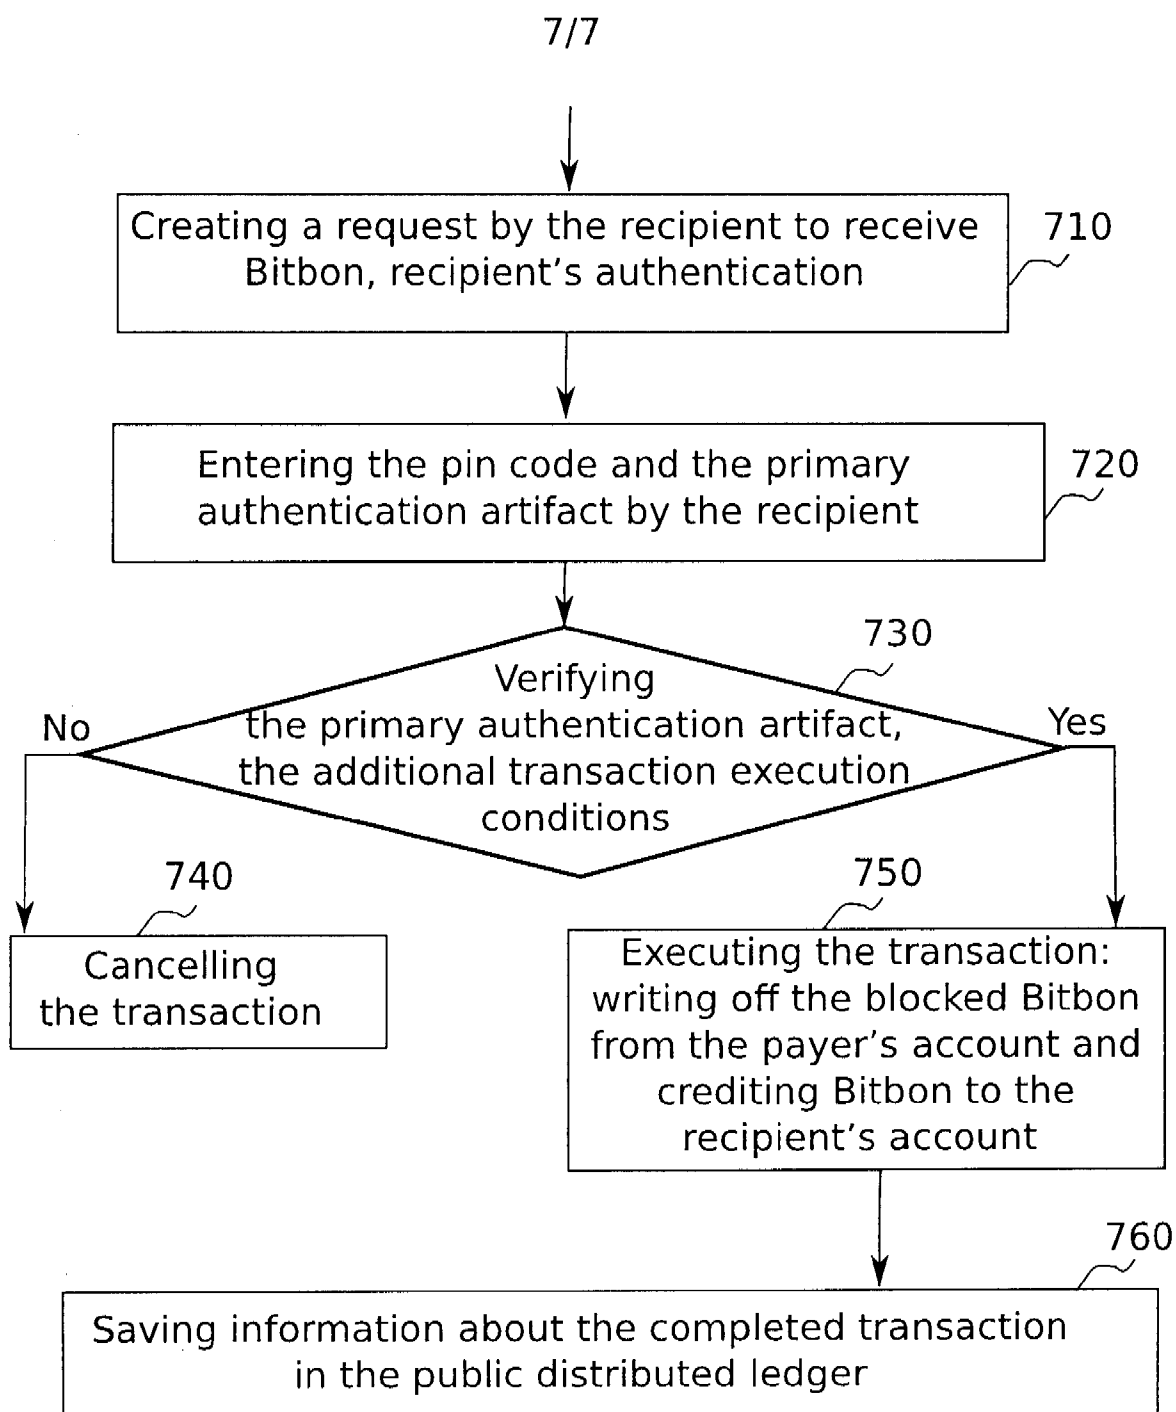 7/7
Creating a request by the recipient to receive
Bitbon, recipient's authentication
710
Entering the pin code and the primary
authentication artifact by the recipient
720
730
Verifying
the primary authentication artifact,
the additional transaction execution
conditions
No
Yes
740
Cancelling
the transaction
750
Executing the transaction:
writing off the blocked Bitbon
from the payer's account and
crediting Bitbon to the
recipient's account
760
Saving information about the completed transaction
in the public distributed ledger